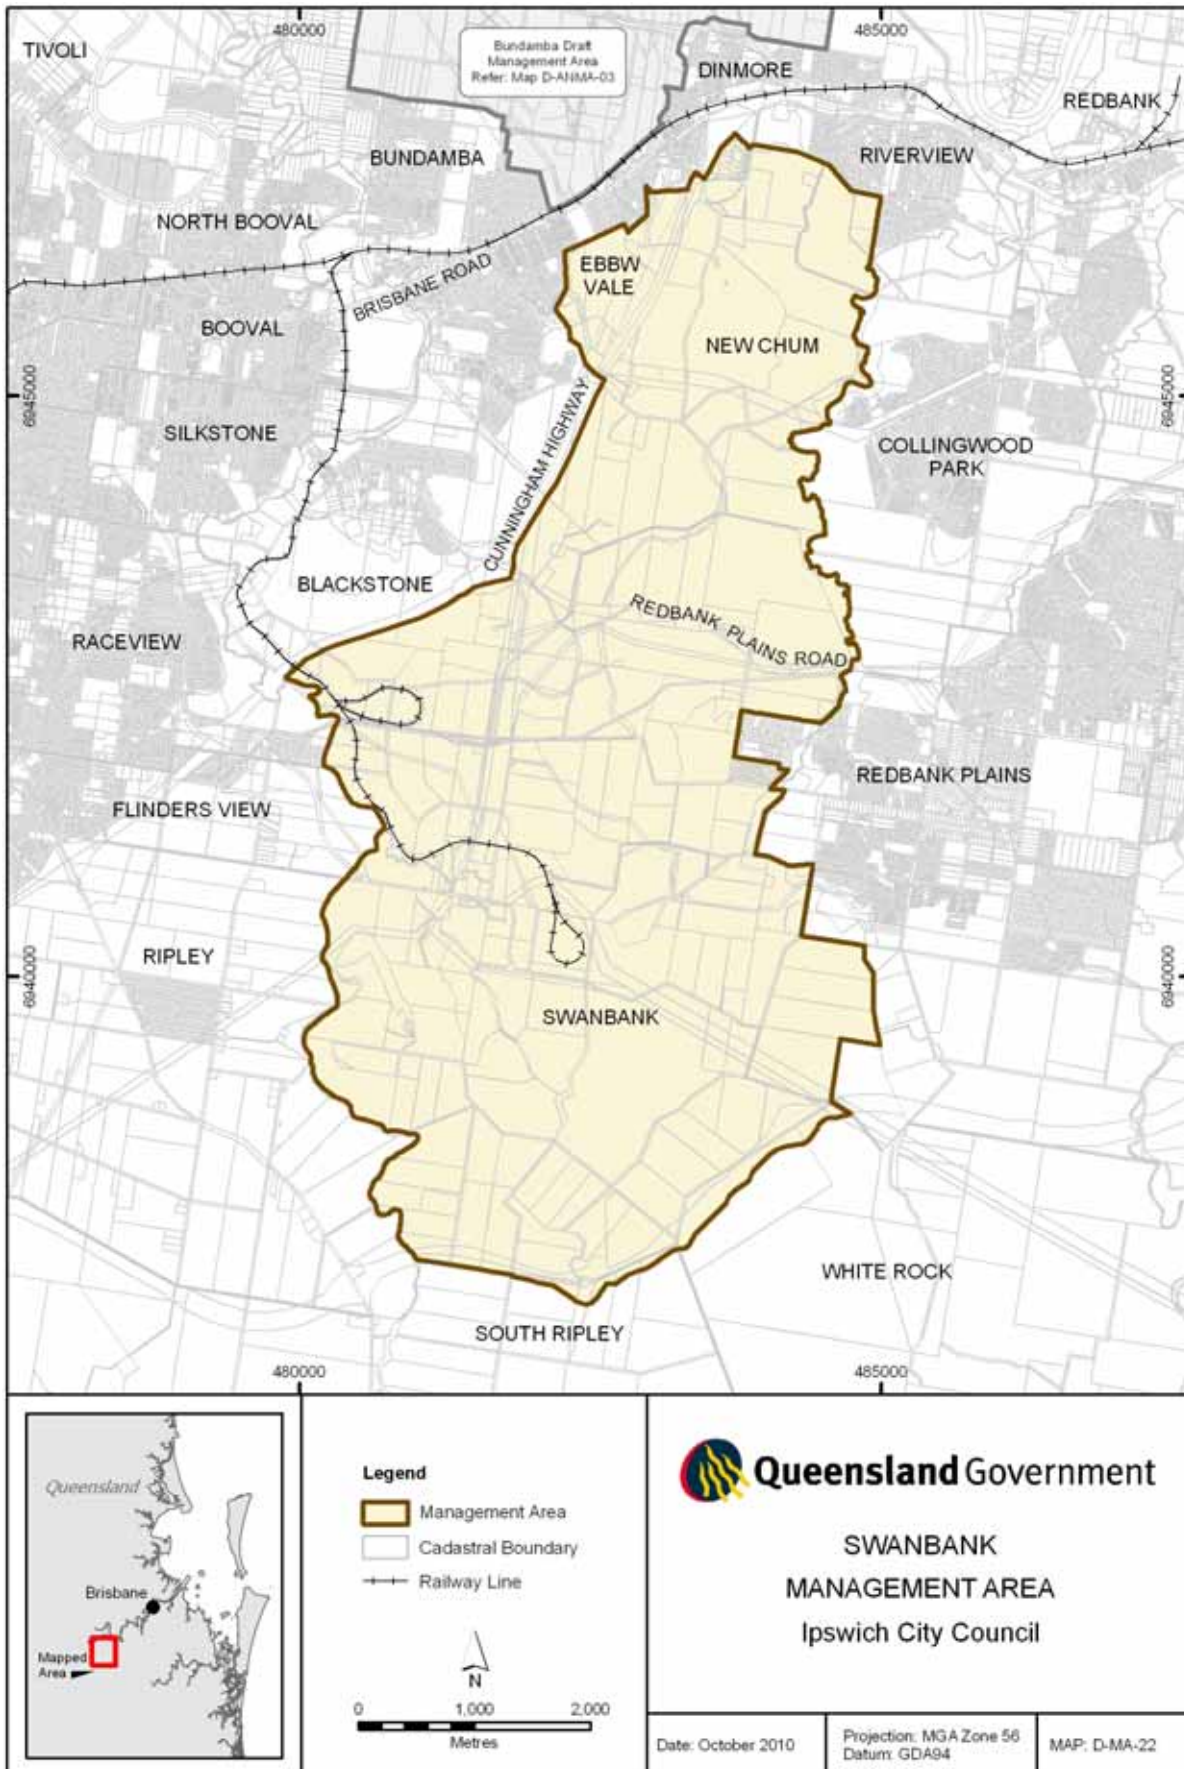 480000
485000
TIVOLI
Bundamba Draft
Management Area
Refer: Map D-ANMA-03
DINMORE
REDBANK
BUNDAMBA
RIVERVIEW
NORTH BOOVAL
EBBW
VALE
BRISBANE ROAD
BOOVAL
NEW CHUM
6945000
6945000
CUNNINGHAM HIGHWAY
SILKSTONE
COLLINGWOOD
PARK
BLACKSTONE
REDBANK PLAINS ROAD
RACEVIEW
REDBANK PLAINS
FLINDERS VIEW
RIPLEY
6940000
6940000
SWANBANK
WHITE ROCK
SOUTH RIPLEY
480000
485000
Queensland
Brisbane
Mapped
Area
Legend
Management Area
Cadastral Boundary
Railway Line
N
0 1,000 2,000
Metres
Queensland Government
SWANBANK
MANAGEMENT AREA
Ipswich City Council
Date: October 2010
Projection: MGA Zone 56
Datum: GDA94
MAP: D-MA-22